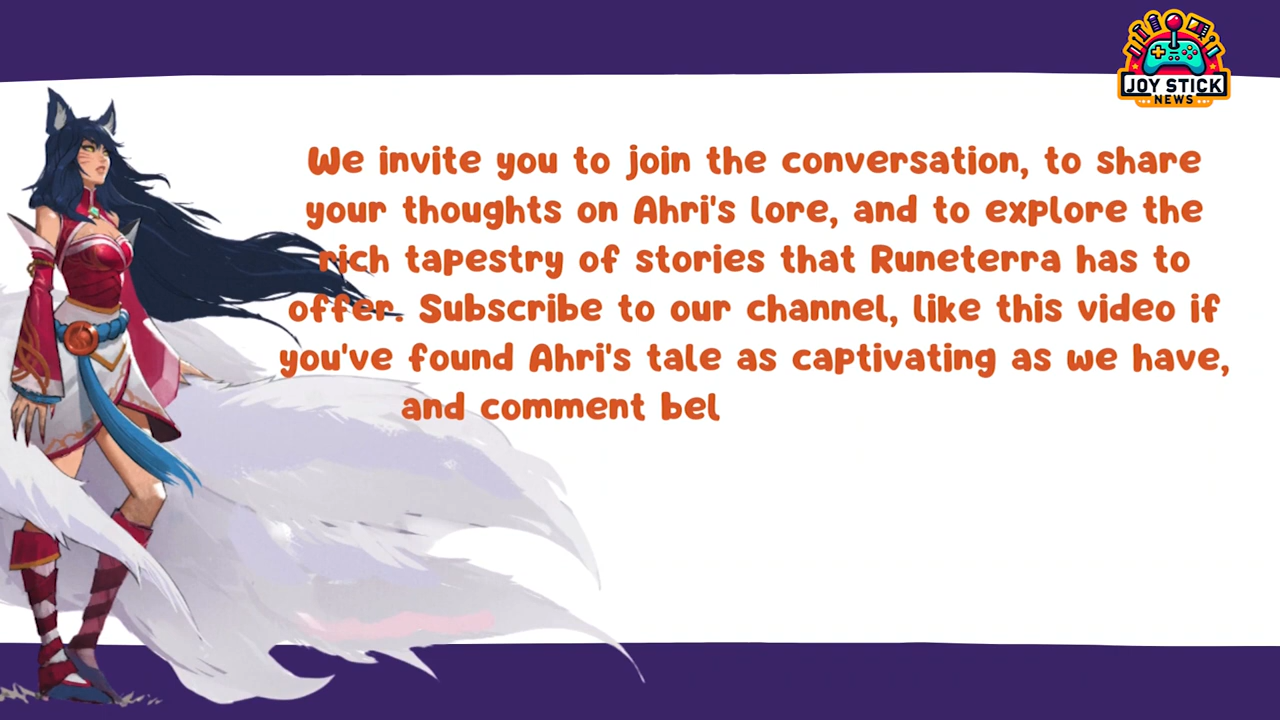 JOY STICK
NEWS
We invite you to join the conversation, to share
your thoughts on Ahri's lore, and to explore the
rich tapestry of stories that Runeterra has to
offer. Subscribe to our channel, like this video if
you've found Ahri's tale as captivating as we have,
and comment bel